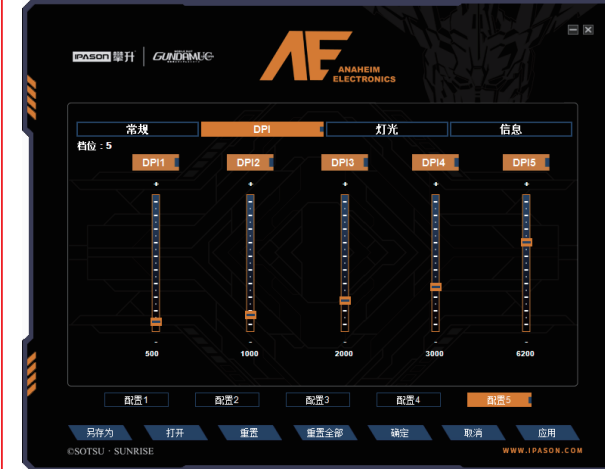 IPASON 攀升 GUNDAM UC
AE ANAHEIM
ELECTRONICS
常规 DPI 灯光 信息
档位：5
DPI1 DPI2 DPI3 DPI4 DPI5
+ + + + +
- - - - -
500 1000 2000 3000 6200
配置1 配置2 配置3 配置4 配置5
另存为 打开 重置 重置全部 确定 取消 应用
©SOTSU · SUNRISE WWW.IPASON.COM